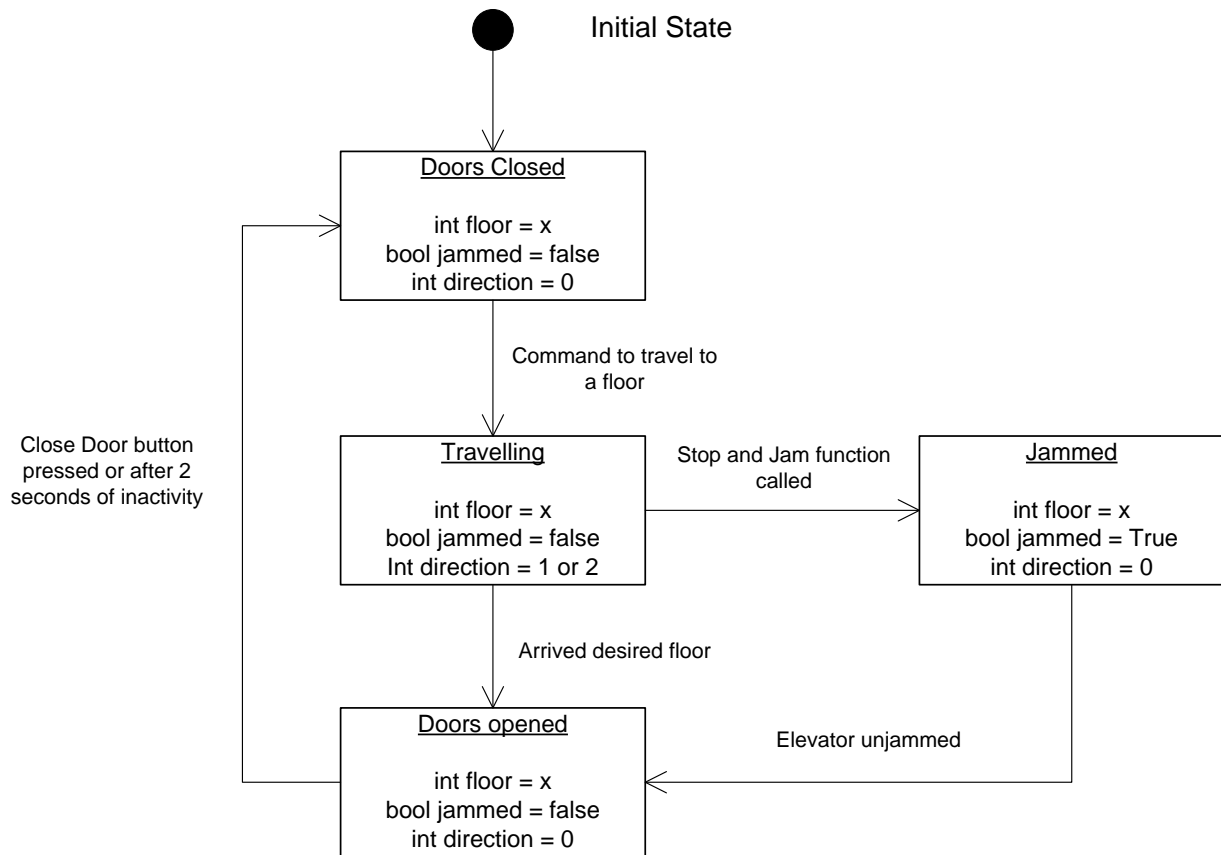 Initial State
Doors Closed
int floor = x
bool jammed = false
int direction = 0
Command to travel to
a floor
Close Door button
pressed or after 2
seconds of inactivity
Travelling
int floor = x
bool jammed = false
Int direction = 1 or 2
Stop and Jam function
called
Jammed
int floor = x
bool jammed = True
int direction = 0
Arrived desired floor
Elevator unjammed
Doors opened
int floor = x
bool jammed = false
int direction = 0